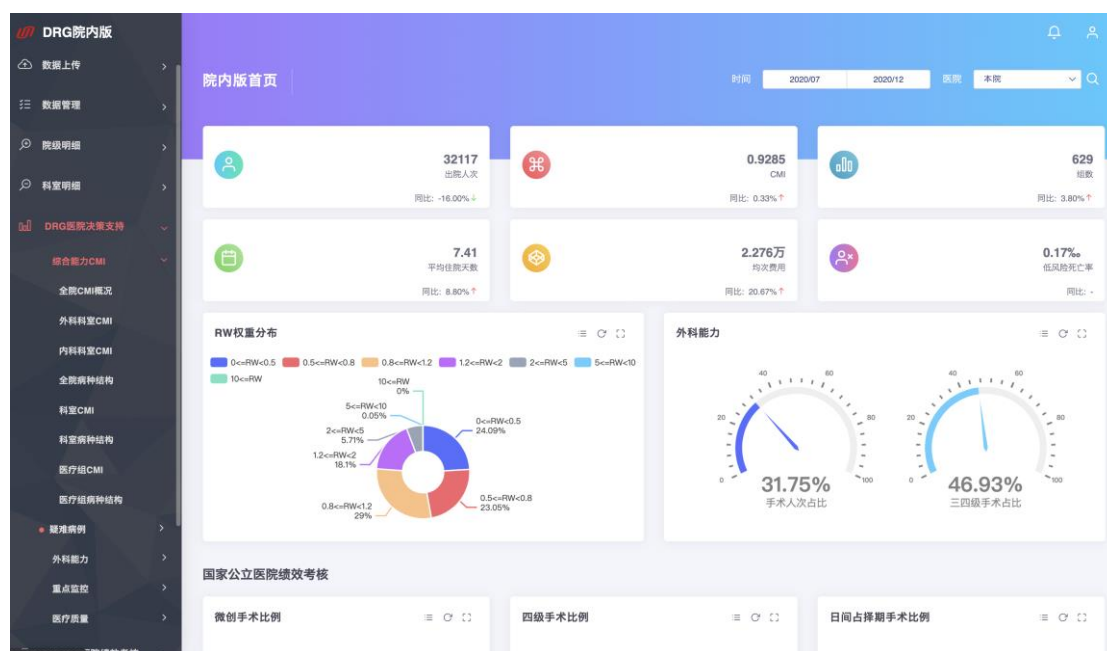 DRG院内版
数据上传
数据管理
院级明细
科室明细
DRG医院决策支持
综合能力CMI
全院CMI概况
外科科室CMI
内科科室CMI
全院病种结构
科室CMI
科室病种结构
医疗组CMI
医疗组病种结构
疑难病例
外科能力
重点监控
医疗质量
院内版首页
时间 2020/07 2020/12 医院 本院
32117
出院人次
同比: -16.00%↓
0.9285
CMI
同比: 0.33%↑
629
组数
同比: 3.80%↑
7.41
平均住院天数
同比: 8.80%↑
2.276万
均次费用
同比: 20.67%↑
0.17‰
低风险死亡率
同比: -
RW权重分布
0<=RW<0.5 0.5<=RW<0.8 0.8<=RW<1.2 1.2<=RW<2 2<=RW<5 5<=RW<10
10<=RW
10<=RW
0%
5<=RW<10
0.05%
2<=RW<5
5.71%
1.2<=RW<2
18.1%
0.8<=RW<1.2
29%
0<=RW<0.5
24.09%
0.5<=RW<0.8
23.05%
外科能力
0 20 40 60 80 100
31.75%
手术人次占比
0 20 40 60 80 100
46.93%
三四级手术占比
国家公立医院绩效考核
微创手术比例
四级手术比例
日间占择期手术比例